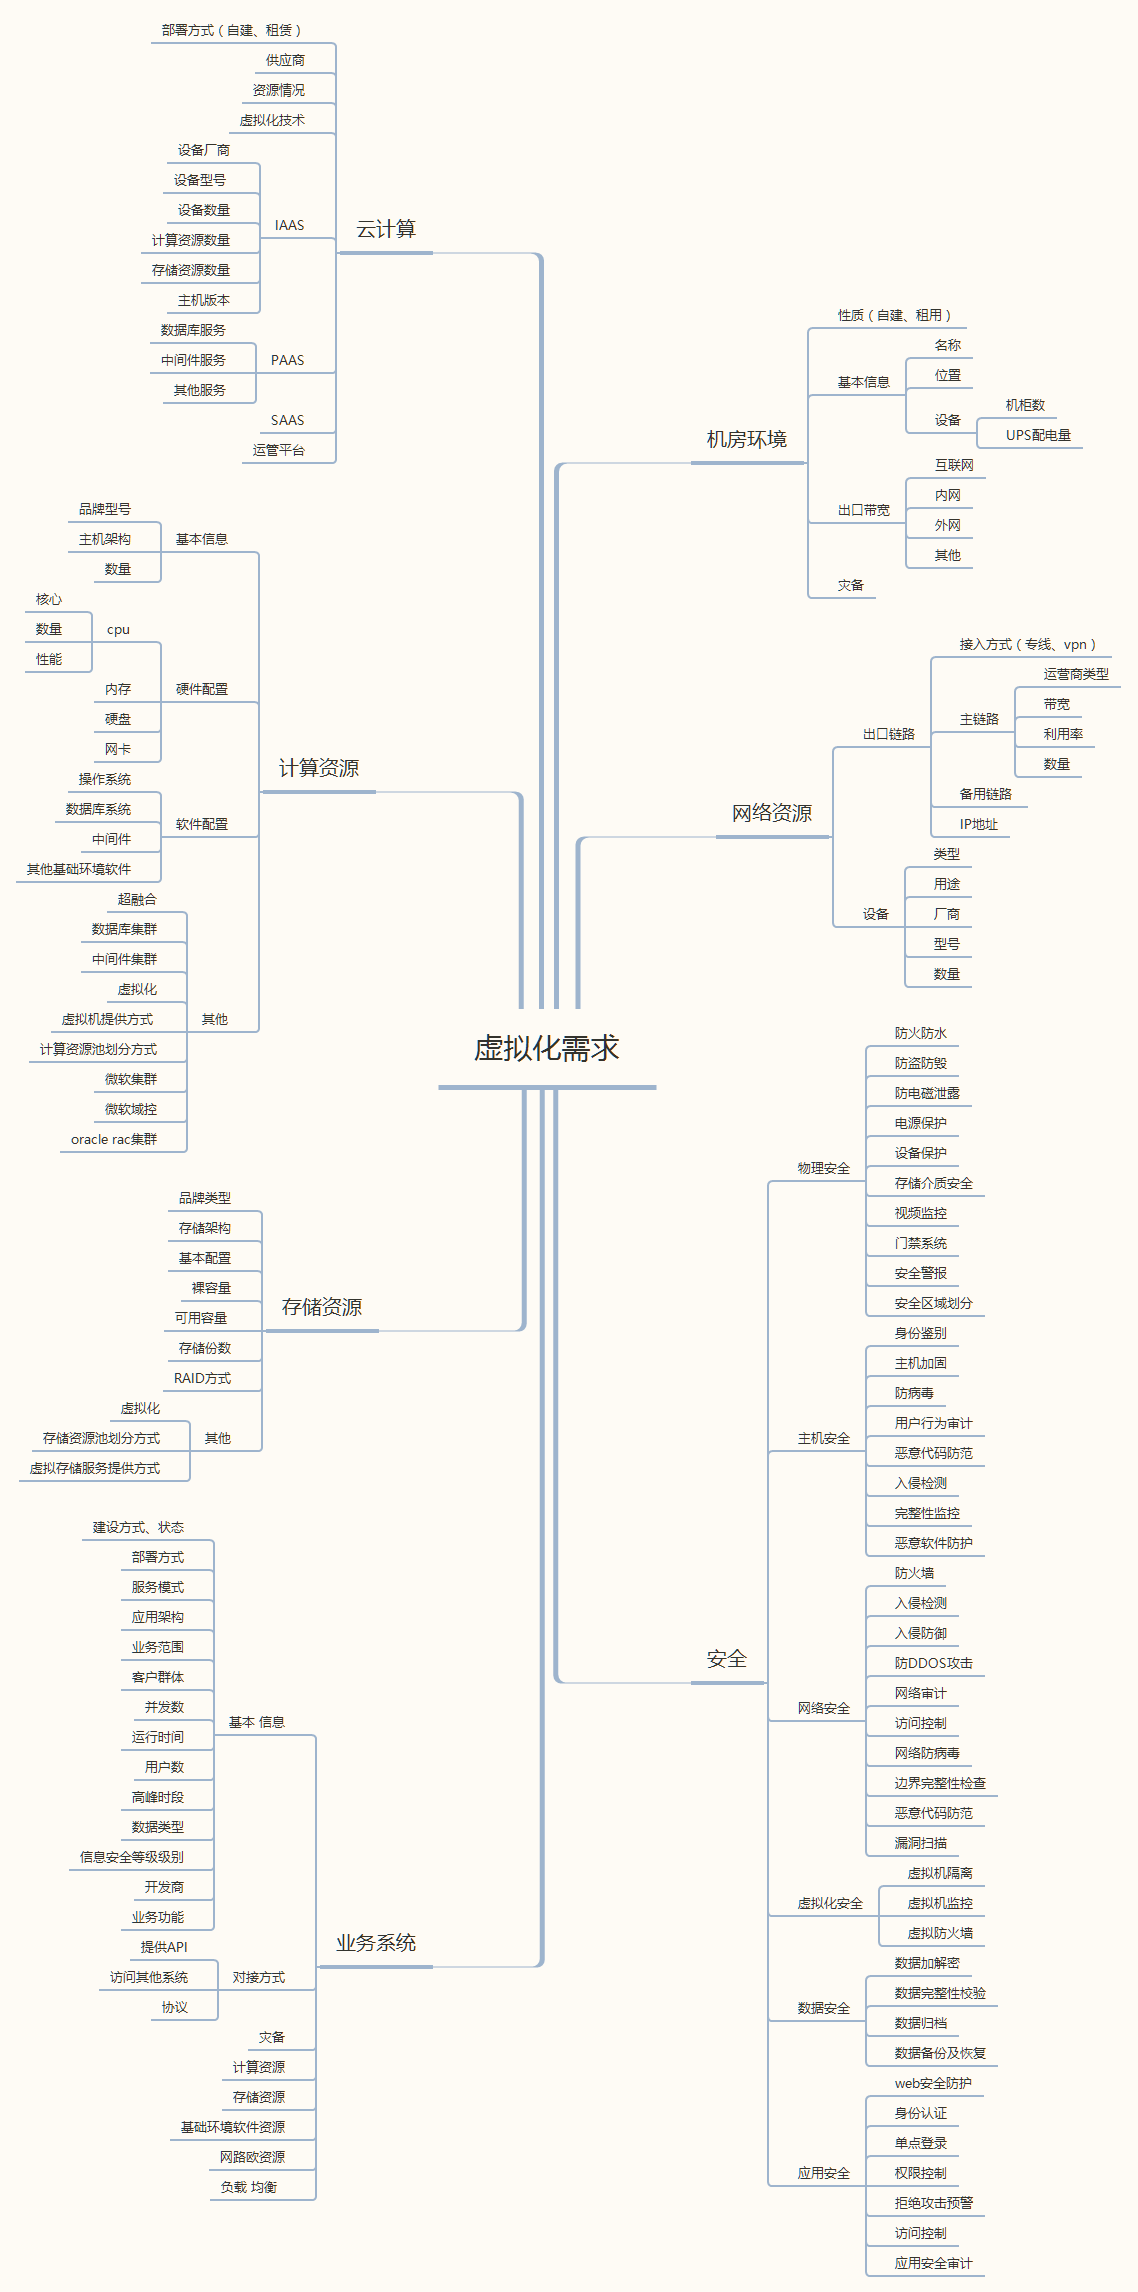 虚拟化需求
云计算
部署方式（自建、租赁）
供应商
资源情况
虚拟化技术
IAAS
设备厂商
设备型号
设备数量
计算资源数量
存储资源数量
主机版本
PAAS
数据库服务
中间件服务
其他服务
SAAS
运管平台
计算资源
基本信息
品牌型号
主机架构
数量
硬件配置
cpu
核心
数量
性能
内存
硬盘
网卡
软件配置
操作系统
数据库系统
中间件
其他基础环境软件
其他
超融合
数据库集群
中间件集群
虚拟化
虚拟机提供方式
计算资源池划分方式
微软集群
微软域控
oracle rac集群
存储资源
品牌类型
存储架构
基本配置
裸容量
可用容量
存储份数
RAID方式
其他
虚拟化
存储资源池划分方式
虚拟存储服务提供方式
业务系统
基本 信息
建设方式、状态
部署方式
服务模式
应用架构
业务范围
客户群体
并发数
运行时间
用户数
高峰时段
数据类型
信息安全等级级别
开发商
业务功能
对接方式
提供API
访问其他系统
协议
灾备
计算资源
存储资源
基础环境软件资源
网路欧资源
负载 均衡
机房环境
性质（自建、租用）
基本信息
名称
位置
设备
机柜数
UPS配电量
出口带宽
互联网
内网
外网
其他
灾备
网络资源
出口链路
接入方式（专线、vpn）
主链路
运营商类型
带宽
利用率
数量
备用链路
IP地址
设备
类型
用途
厂商
型号
数量
安全
物理安全
防火防水
防盗防毁
防电磁泄露
电源保护
设备保护
存储介质安全
视频监控
门禁系统
安全警报
安全区域划分
主机安全
身份鉴别
主机加固
防病毒
用户行为审计
恶意代码防范
入侵检测
完整性监控
恶意软件防护
网络安全
防火墙
入侵检测
入侵防御
防DDOS攻击
网络审计
访问控制
网络防病毒
边界完整性检查
恶意代码防范
漏洞扫描
虚拟化安全
虚拟机隔离
虚拟机监控
虚拟防火墙
数据安全
数据加解密
数据完整性校验
数据归档
数据备份及恢复
应用安全
web安全防护
身份认证
单点登录
权限控制
拒绝攻击预警
访问控制
应用安全审计